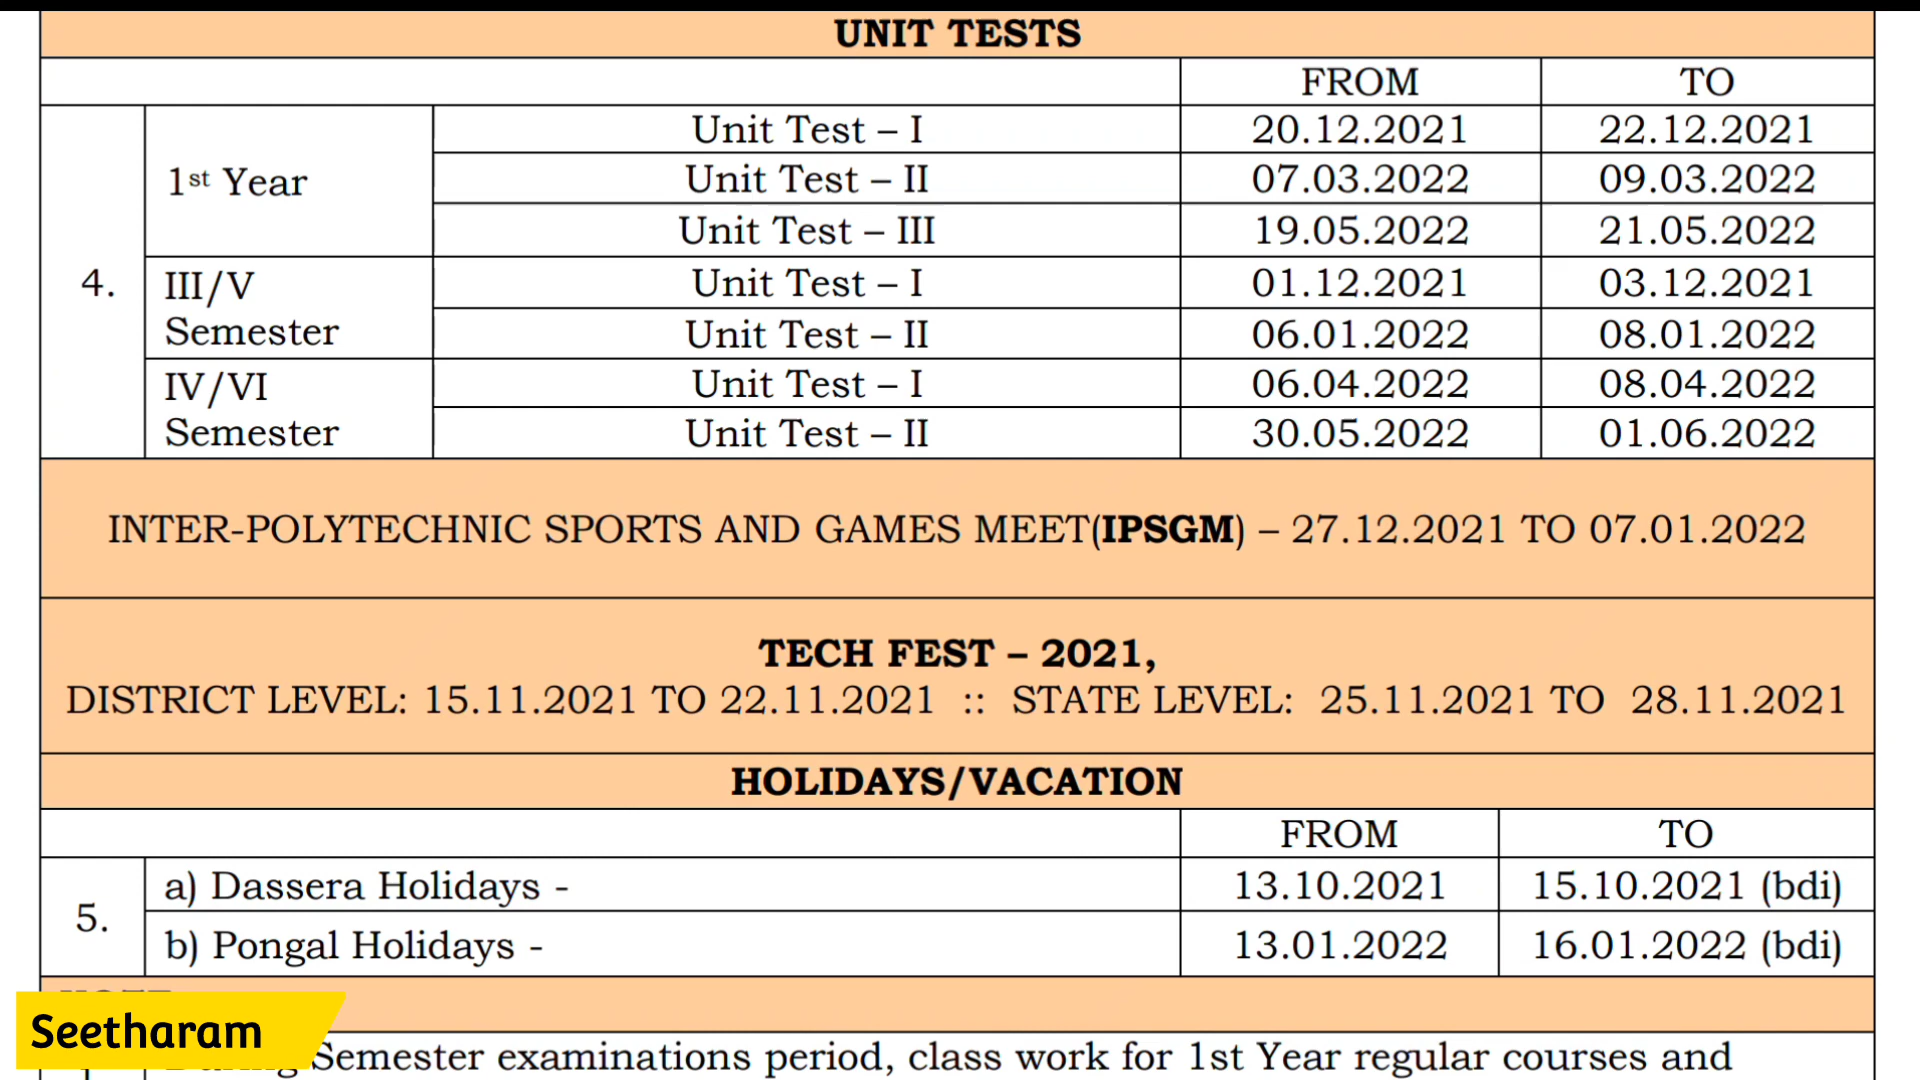 UNIT TESTS
FROM TO
4. 1st Year Unit Test – I 20.12.2021 22.12.2021
Unit Test – II 07.03.2022 09.03.2022
Unit Test – III 19.05.2022 21.05.2022
III/V Semester Unit Test – I 01.12.2021 03.12.2021
Unit Test – II 06.01.2022 08.01.2022
IV/VI Semester Unit Test – I 06.04.2022 08.04.2022
Unit Test – II 30.05.2022 01.06.2022
INTER-POLYTECHNIC SPORTS AND GAMES MEET(IPSGM) – 27.12.2021 TO 07.01.2022
TECH FEST – 2021,
DISTRICT LEVEL: 15.11.2021 TO 22.11.2021 :: STATE LEVEL: 25.11.2021 TO 28.11.2021
HOLIDAYS/VACATION
FROM TO
5. a) Dassera Holidays - 13.10.2021 15.10.2021 (bdi)
b) Pongal Holidays - 13.01.2022 16.01.2022 (bdi)
Seetharam
Semester examinations period, class work for 1st Year regular courses and